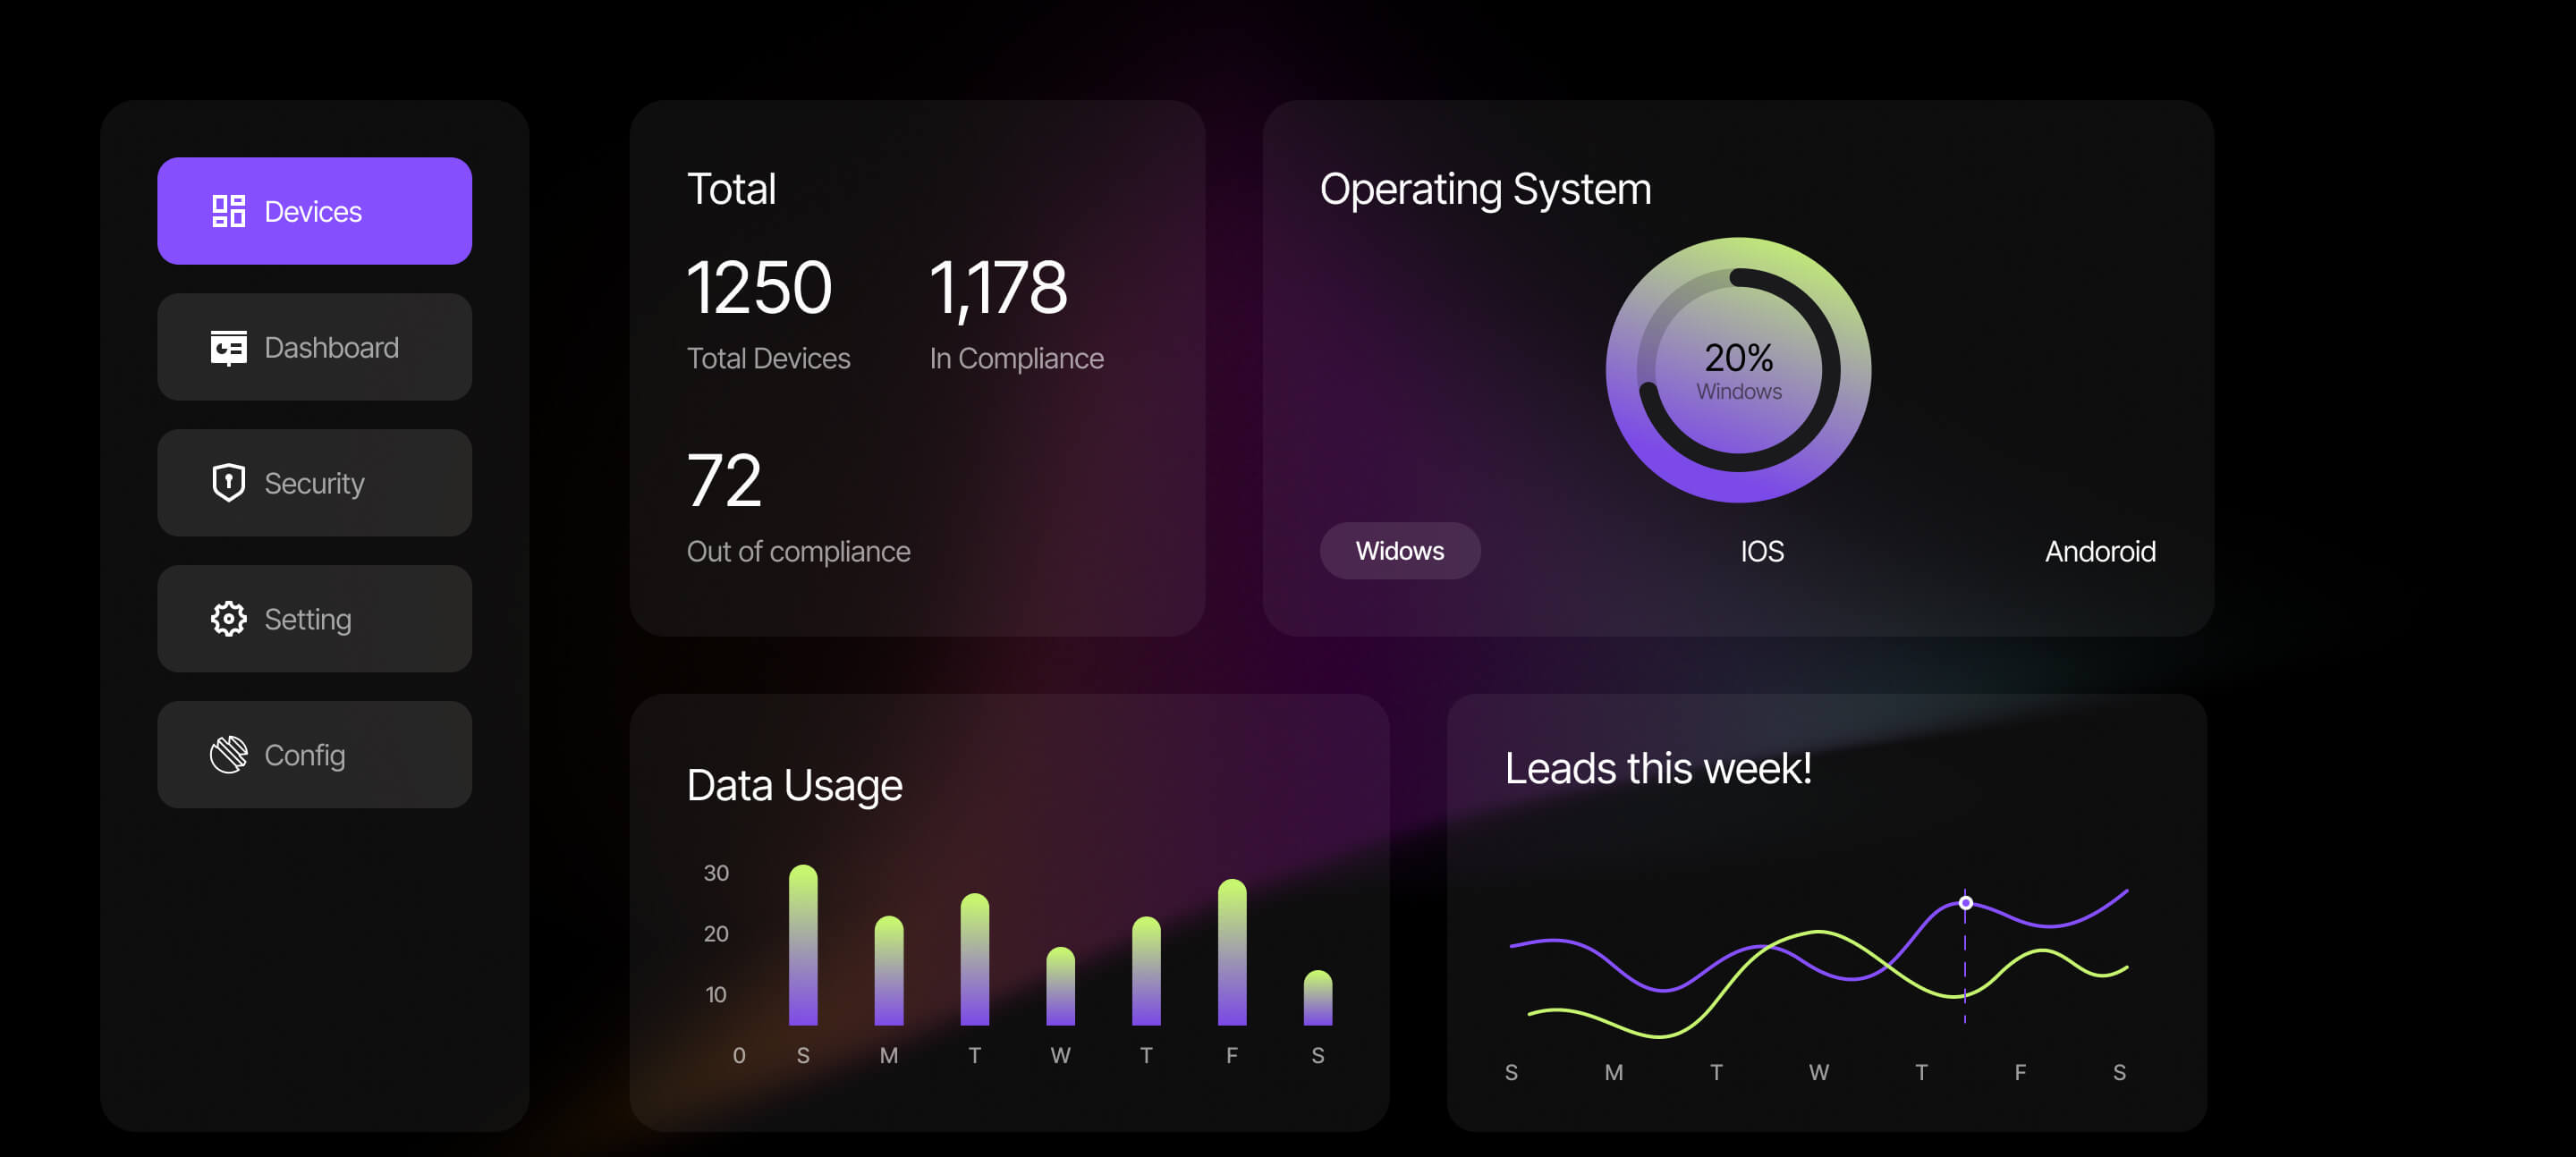 Devices
Dashboard
Security
Setting
Config
Total
1250
Total Devices
1,178
In Compliance
72
Out of compliance
Operating System
20%
Windows
Widows
IOS
Andoroid
Data Usage
30
20
10
0 S M T W T F S
Leads this week!
S M T W T F S